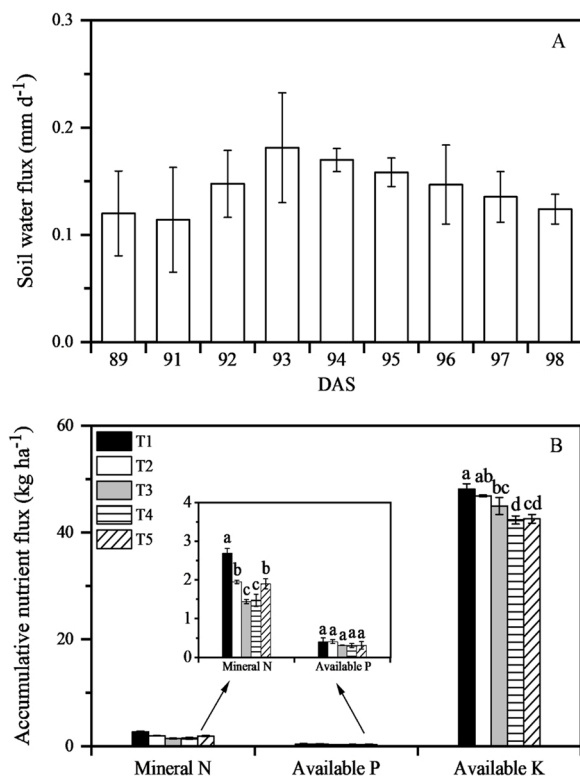 0.3
A
0.2
0.1
0.0
Soil water flux (mm d⁻¹)
89 91 92 93 94 95 96 97 98
DAS
60
B
T1
T2
T3
T4
T5
a ab bc d cd
4
3
2
1
0
a b c c b
a a a a a
Mineral N Available P
40
20
0
Accumulative nutrient flux (kg ha⁻¹)
Mineral N Available P Available K